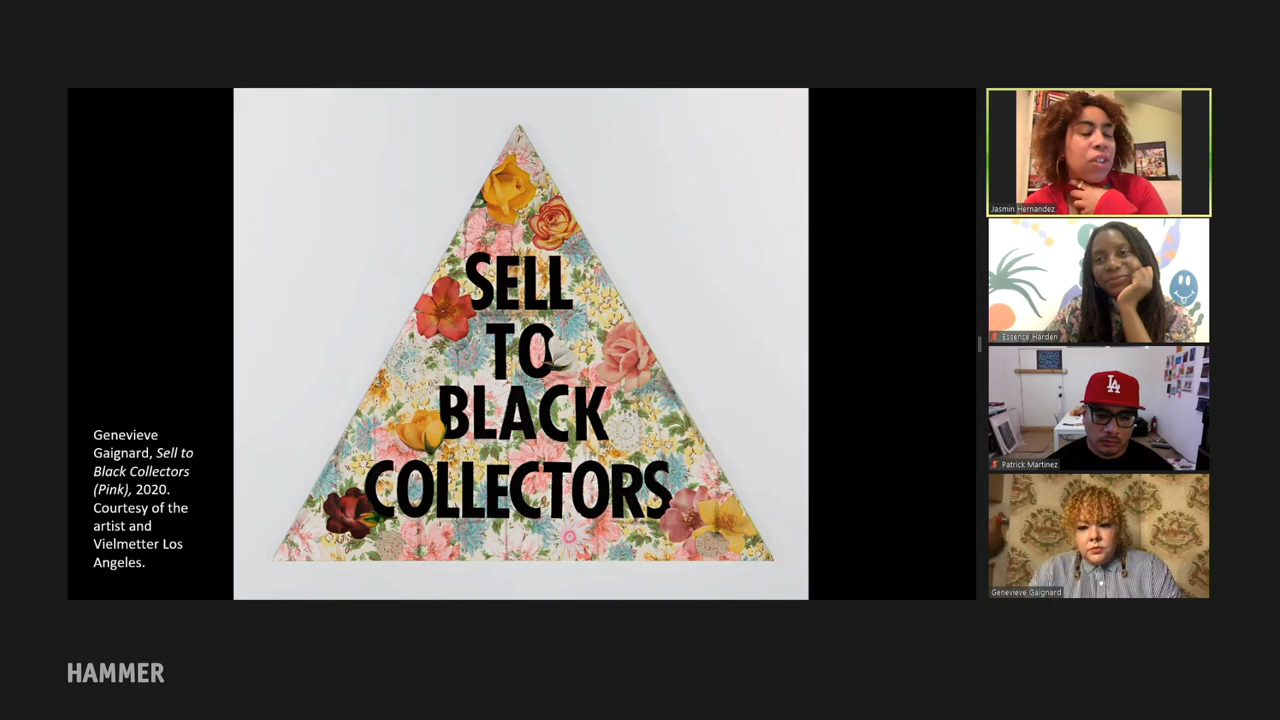 SELL
TO
BLACK
COLLECTORS
Genevieve
Gaignard, Sell to
Black Collectors
(Pink), 2020.
Courtesy of the
artist and
Vielmetter Los
Angeles.
Jasmin Hernandez
Essence Harden
LA
Patrick Martinez
Genevieve Gaignard
HAMMER